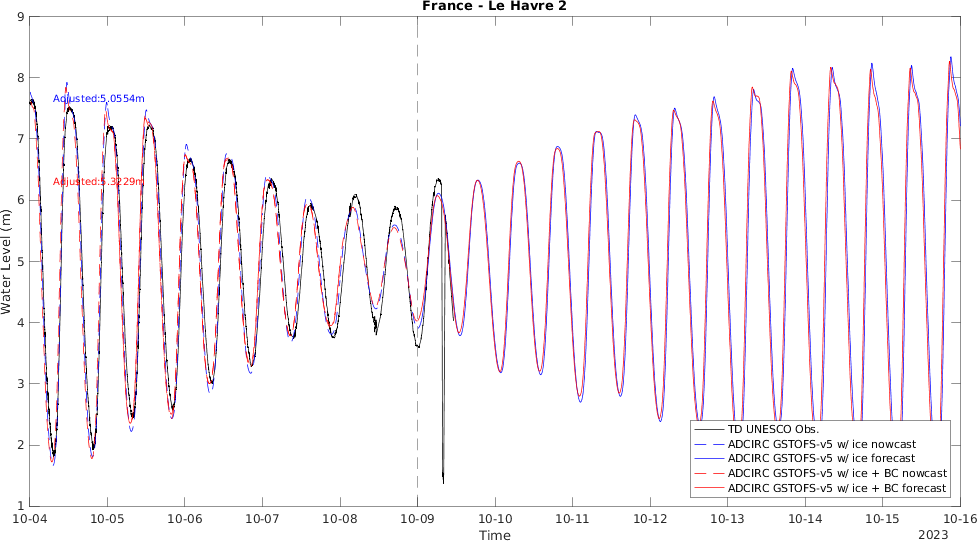 France - Le Havre 2
9
8
7
6
5
4
3
2
1
Water Level (m)
Adjusted:5.0554m
Adjusted:5.3229m
TD UNESCO Obs.
ADCIRC GSTOFS-v5 w/ ice nowcast
ADCIRC GSTOFS-v5 w/ ice forecast
ADCIRC GSTOFS-v5 w/ ice + BC nowcast
ADCIRC GSTOFS-v5 w/ ice + BC forecast
10-04 10-05 10-06 10-07 10-08 10-09 10-10 10-11 10-12 10-13 10-14 10-15 10-16
Time
2023